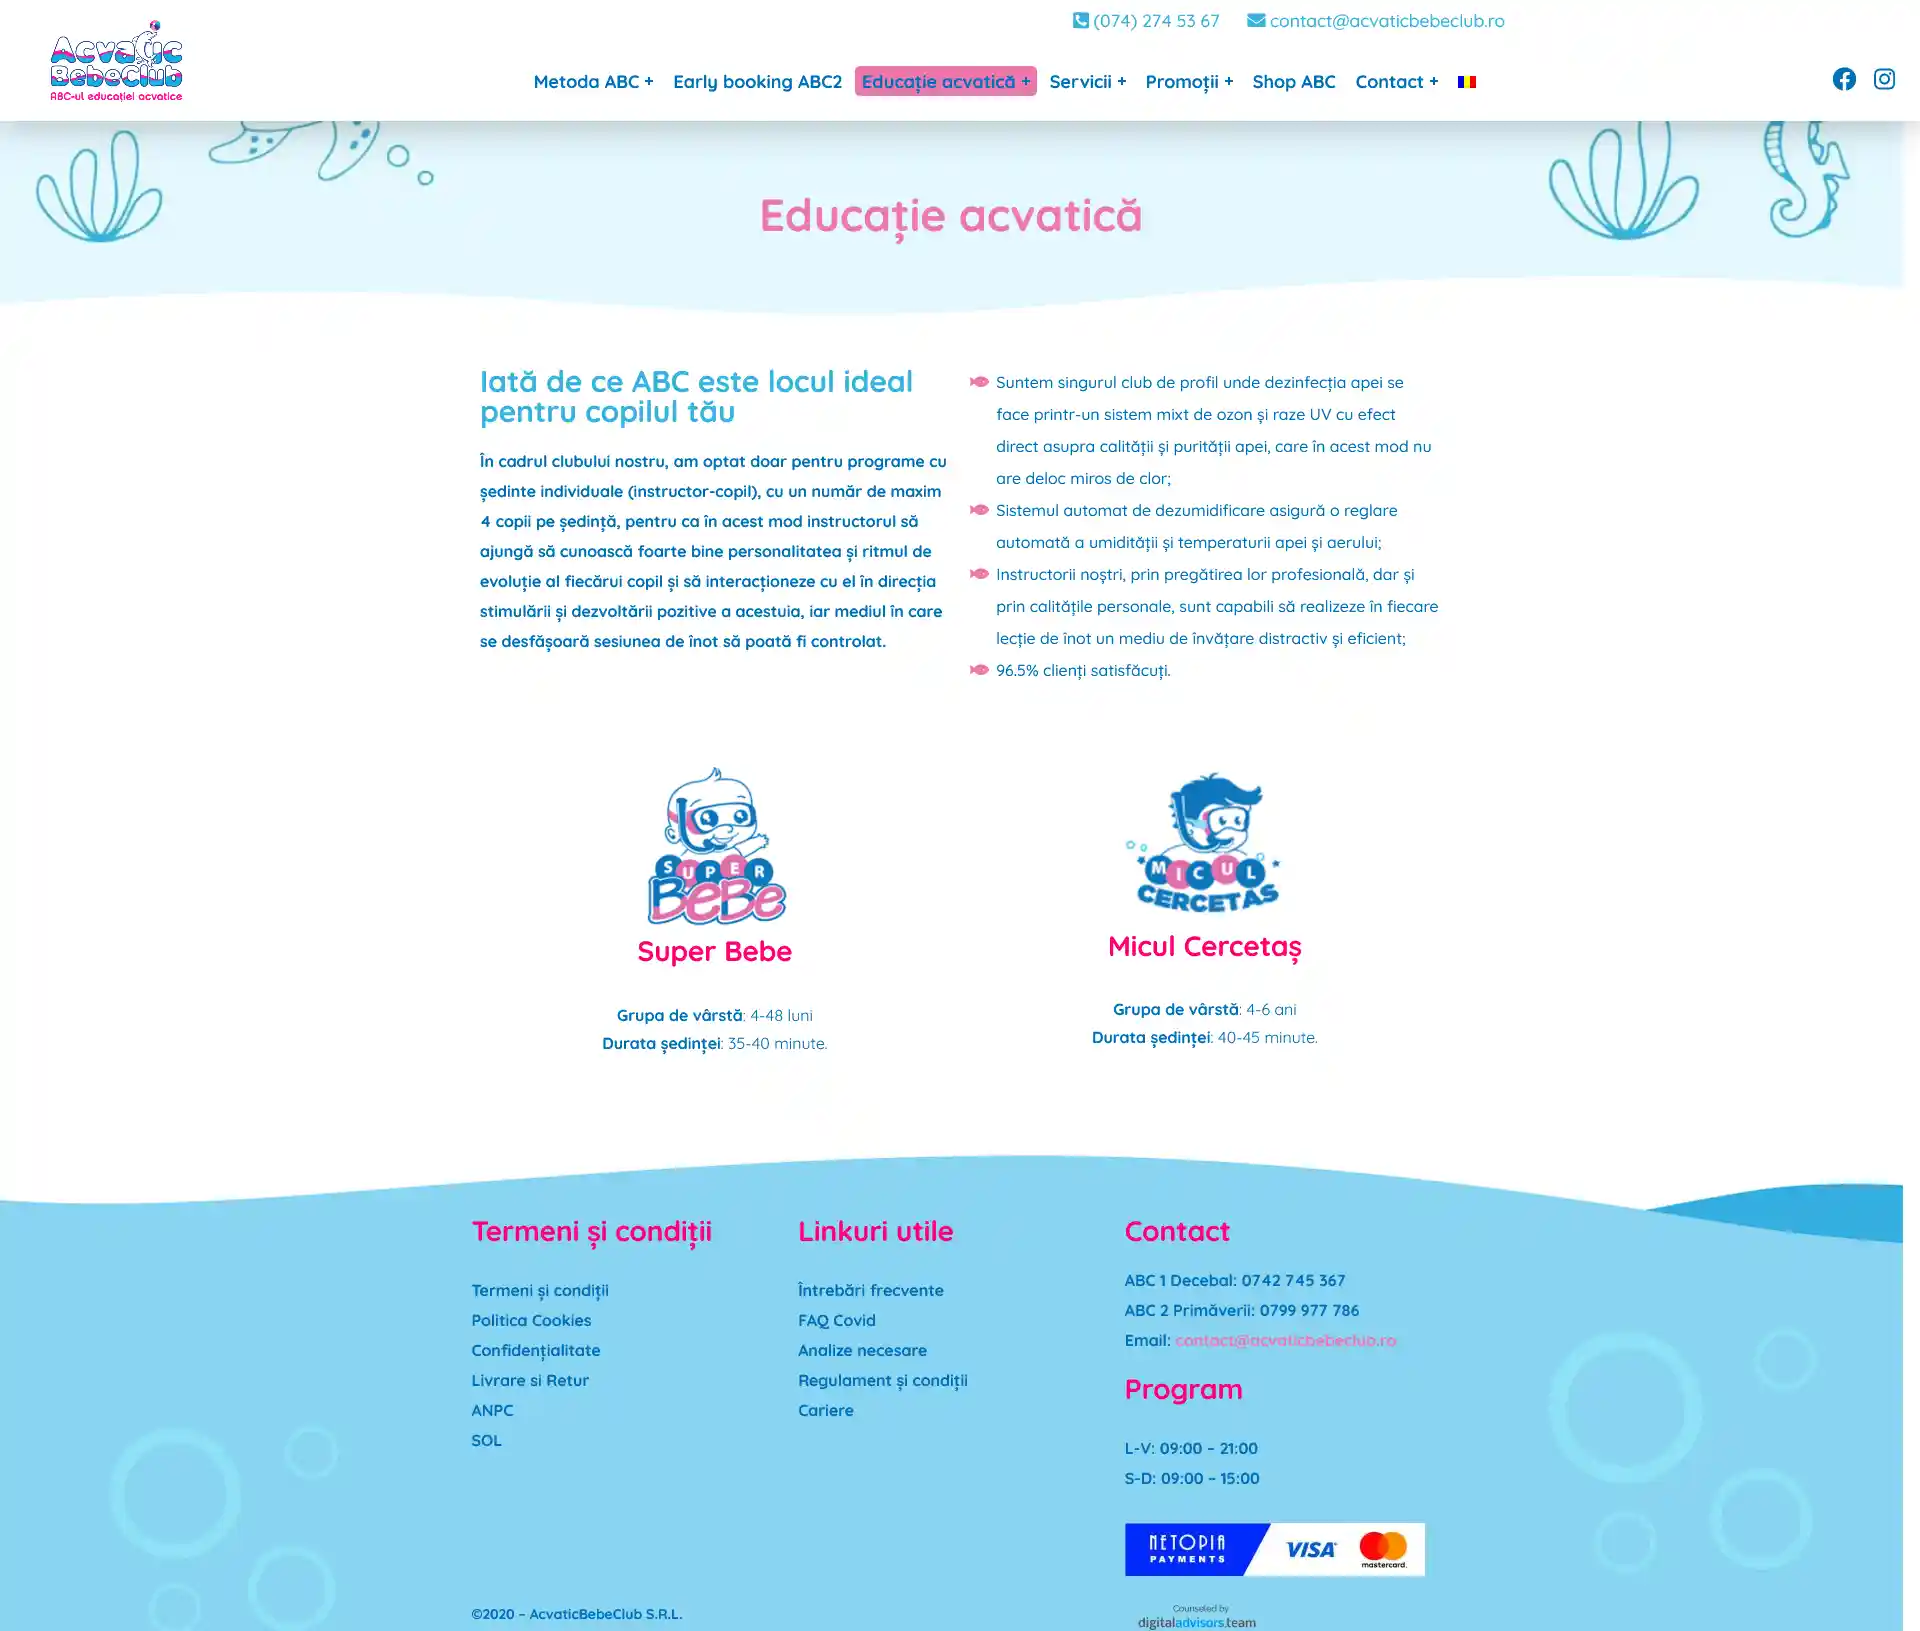 Acvatic
BebeClub
ABC-ul educației acvatice
(074) 274 53 67
contact@acvaticbebeclub.ro
Metoda ABC +
Early booking ABC2
Educație acvatică +
Servicii +
Promoții +
Shop ABC
Contact +
Educație acvatică
Iată de ce ABC este locul ideal
pentru copilul tău
În cadrul clubului nostru, am optat doar pentru programe cu
ședinte individuale (instructor-copil), cu un număr de maxim
4 copii pe ședință, pentru ca în acest mod instructorul să
ajungă să cunoască foarte bine personalitatea și ritmul de
evoluție al fiecărui copil și să interacționeze cu el în direcția
stimulării și dezvoltării pozitive a acestuia, iar mediul în care
se desfășoară sesiunea de înot să poată fi controlat.
Suntem singurul club de profil unde dezinfecția apei se
face printr-un sistem mixt de ozon și raze UV cu efect
direct asupra calității și purității apei, care în acest mod nu
are deloc miros de clor;
Sistemul automat de dezumidificare asigură o reglare
automată a umidității și temperaturii apei și aerului;
Instructorii noștri, prin pregătirea lor profesională, dar și
prin calitățile personale, sunt capabili să realizeze în fiecare
lecție de înot un mediu de învățare distractiv și eficient;
96.5% clienți satisfăcuți.
SUPER
BeBe
Super Bebe
Grupa de vârstă: 4-48 luni
Durata ședinței: 35-40 minute.
MICUL
CERCETAS
Micul Cercetaș
Grupa de vârstă: 4-6 ani
Durata ședinței: 40-45 minute.
Termeni și condiții
Termeni și condiții
Politica Cookies
Confidențialitate
Livrare si Retur
ANPC
SOL
Linkuri utile
Întrebări frecvente
FAQ Covid
Analize necesare
Regulament și condiții
Cariere
Contact
ABC 1 Decebal: 0742 745 367
ABC 2 Primăverii: 0799 977 786
Email: contact@acvaticbebeclub.ro
Program
L-V: 09:00 – 21:00
S-D: 09:00 – 15:00
NETOPIA
PAYMENTS
VISA
mastercard.
©2020 – AcvaticBebeClub S.R.L.
Counseled by
digitaladvisors.team